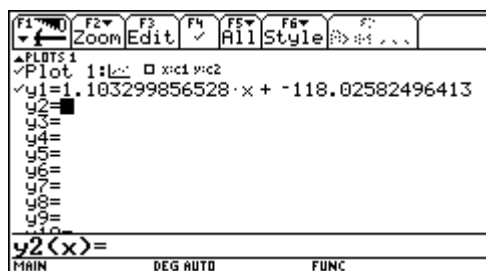 F1 F2 F3 F4 F5 F6
Zoom Edit ✓ All Style
▲PLOTS 1
✓Plot 1: x:c1 y:c2
✓y1=1.103299856528·x + -118.02582496413
y2=
y3=
y4=
y5=
y6=
y7=
y8=
y9=
y2(x)=
MAIN DEG AUTO FUNC